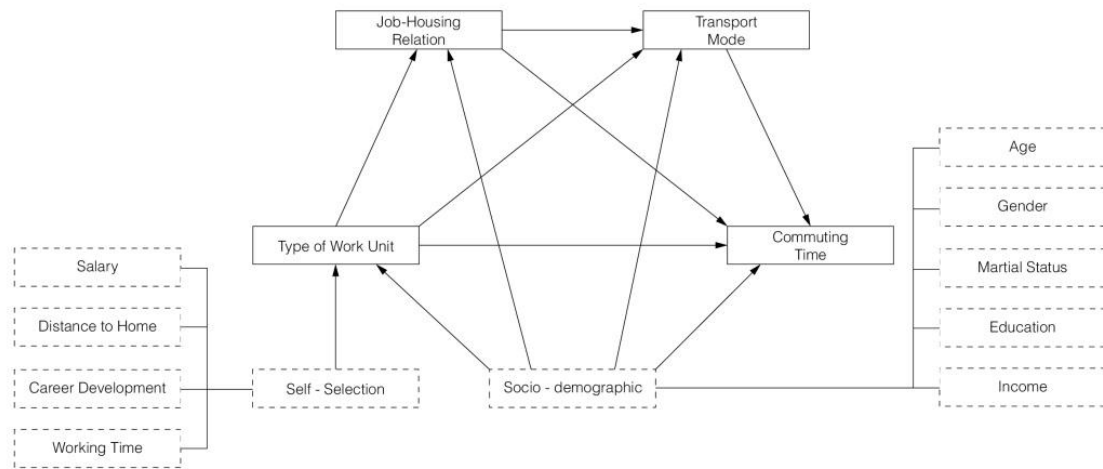 Job-Housing
Relation
Transport
Mode
Age
Gender
Type of Work Unit
Commuting
Time
Salary
Martial Status
Distance to Home
Education
Career Development
Self - Selection
Socio - demographic
Income
Working Time